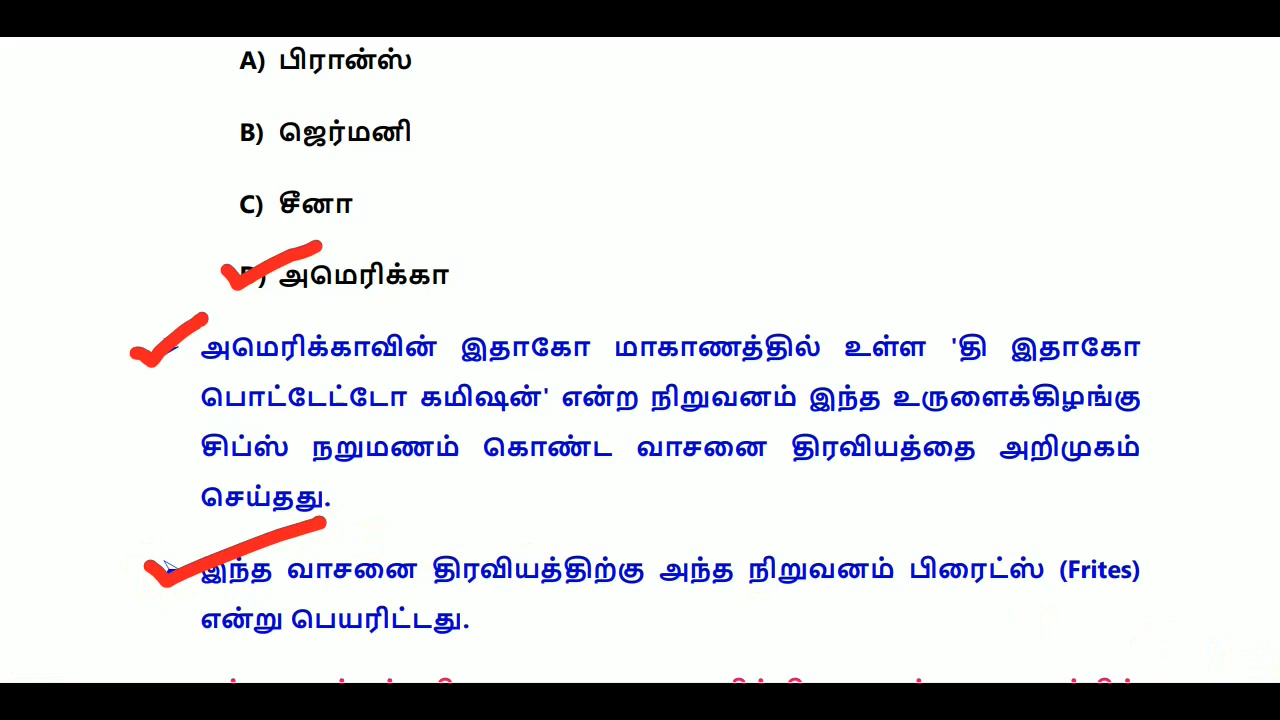 A) பிரான்ஸ்
B) ஜெர்மனி
C) சீனா
D) அமெரிக்கா
அமெரிக்காவின் இதாகோ மாகாணத்தில் உள்ள 'தி இதாகோ
பொட்டேட்டோ கமிஷன்' என்ற நிறுவனம் இந்த உருளைக்கிழங்கு
சிப்ஸ் நறுமணம் கொண்ட வாசனை திரவியத்தை அறிமுகம்
செய்தது.
இந்த வாசனை திரவியத்திற்கு அந்த நிறுவனம் பிரைட்ஸ் (Frites)
என்று பெயரிட்டது.